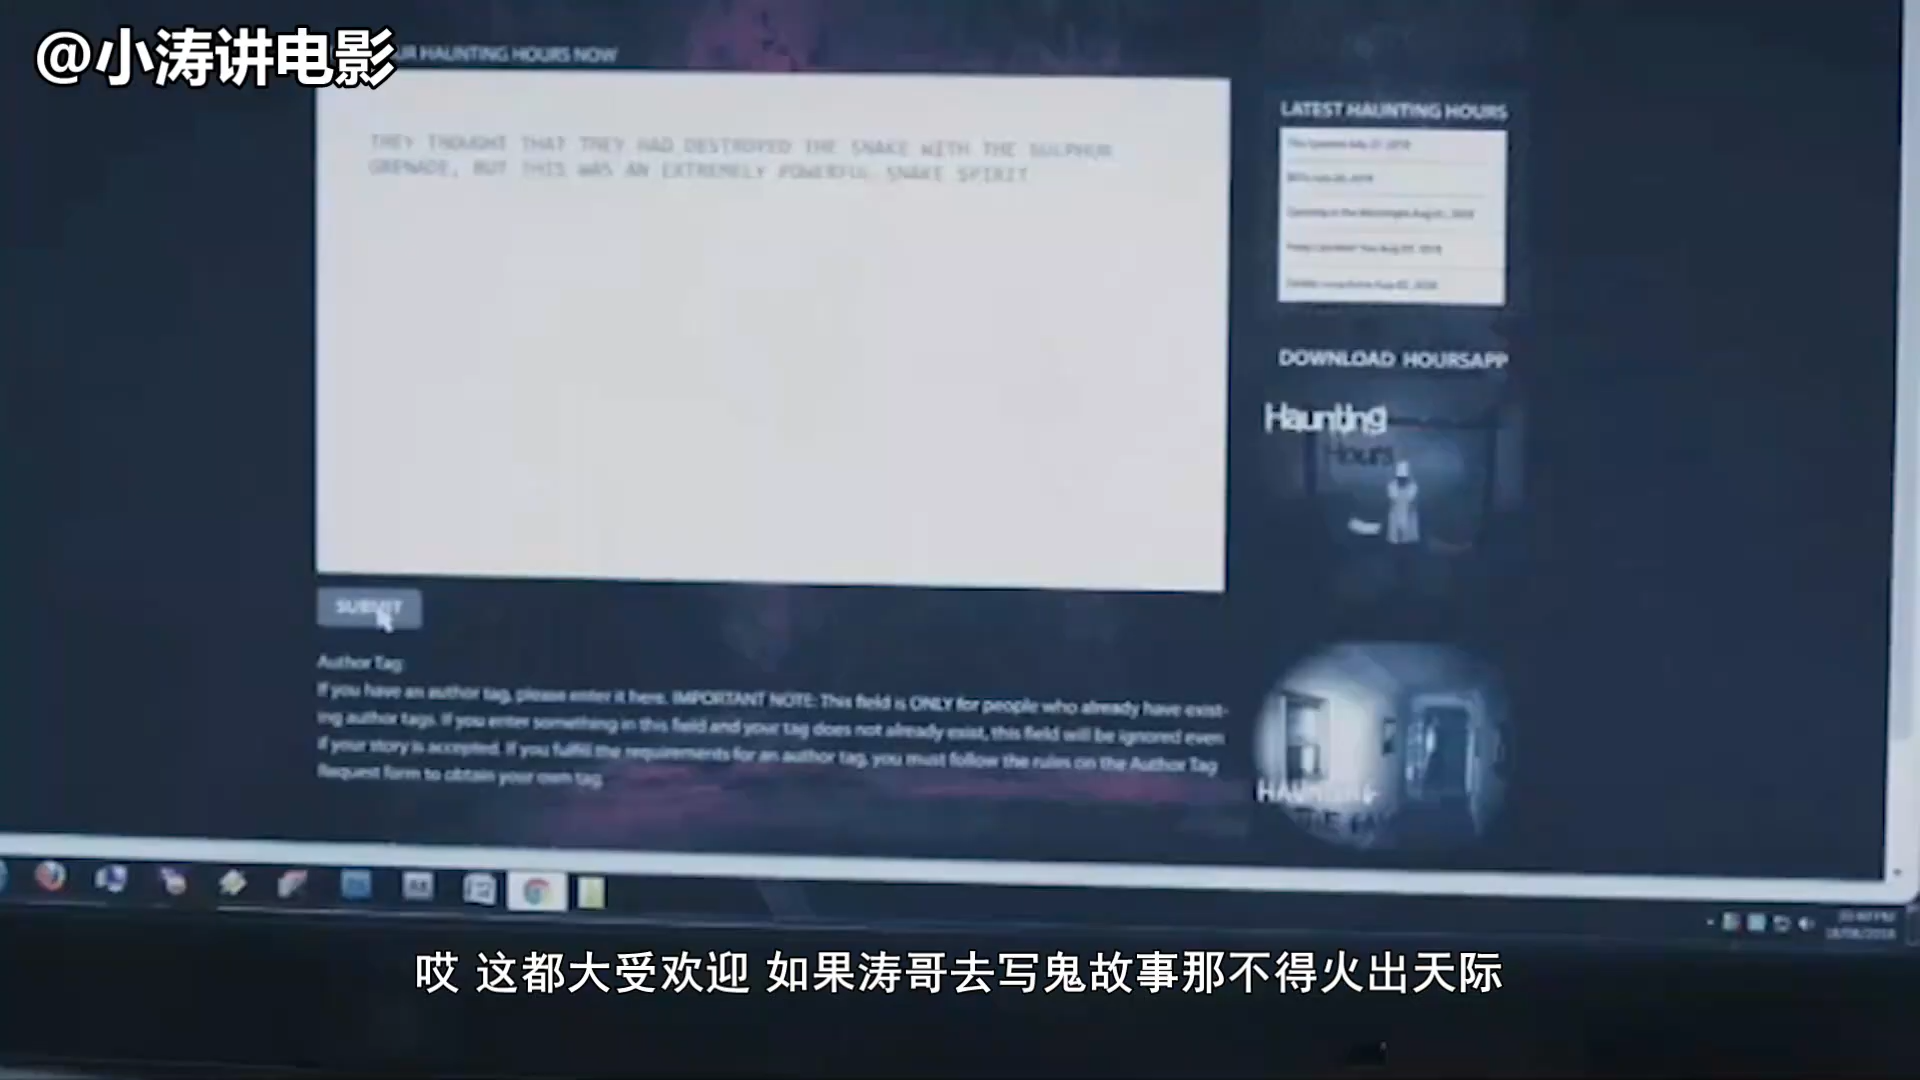 @小涛讲电影
HAUNTING HOURS NOW
THEY THOUGHT THAT THEY HAD DESTROYED THE SNAKE WITH THE SULPHUR
GRENADE, BUT THIS WAS AN EXTREMELY POWERFUL SNAKE SPIRIT
LATEST HAUNTING HOURS
DOWNLOAD HOURSAPP
Haunting
Hours
SUBMIT
Author Tag:
If you have an author tag, please enter it here. IMPORTANT NOTE: This field is ONLY for people who already have exist-
ing author tags. If you enter something in this field and your tag does not already exist, this field will be ignored even
if your story is accepted. If you fulfill the requirements for an author tag, you must follow the rules on the Author Tag
Request form to obtain your own tag.
哎 这都大受欢迎 如果涛哥去写鬼故事那不得火出天际